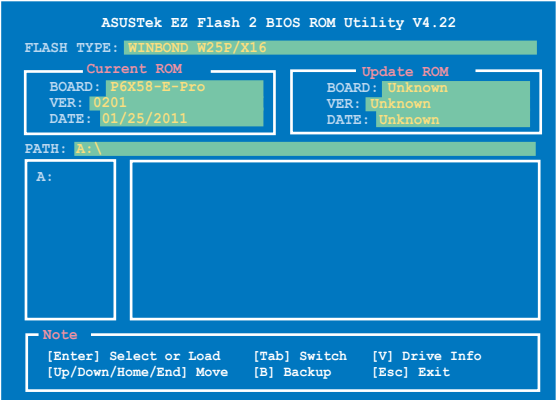 ASUSTek EZ Flash 2 BIOS ROM Utility V4.22
FLASH TYPE: WINBOND W25P/X16
Current ROM
BOARD: P6X58-E-Pro
VER: 0201
DATE: 01/25/2011
Update ROM
BOARD: Unknown
VER: Unknown
DATE: Unknown
PATH: A:\
A:
Note
[Enter] Select or Load [Tab] Switch [V] Drive Info
[Up/Down/Home/End] Move [B] Backup [Esc] Exit